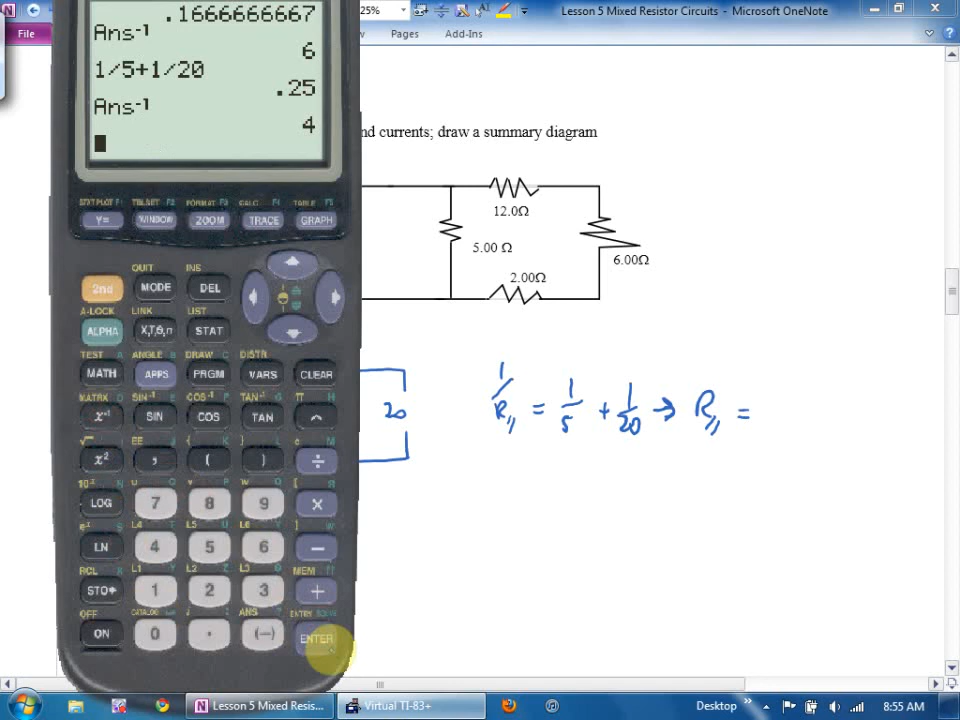 25%
Lesson 5 Mixed Resistor Circuits - Microsoft OneNote
File
w
Pages
Add-Ins
.1666666667
Ans⁻¹
6
1/5+1/20
.25
Ans⁻¹
4
nd currents; draw a summary diagram
12.0Ω
5.00 Ω
6.00Ω
2.00Ω
20
1/R// = 1/5 + 1/20 → R// =
STAT PLOT F1 TBLSET F2 FORMAT F3 CALC F4 TABLE F5
Y= WINDOW ZOOM TRACE GRAPH
QUIT INS
2nd MODE DEL
A-LOCK LINK LIST
ALPHA X,T,θ,n STAT
TEST A ANGLE B DRAW C DISTR
MATH APPS PRGM VARS CLEAR
MATRX D SIN⁻¹ E COS⁻¹ F TAN⁻¹ G π H
x⁻¹ SIN COS TAN ^
√ I EE J { K } L e M
x² , ( ) ÷
10ˣ N u O v P w Q [ R
LOG 7 8 9 ×
eˣ S L4 T L5 U L6 V ] W
LN 4 5 6 −
RCL X L1 Y L2 Z L3 θ MEM "
STO▸ 1 2 3 +
OFF CATALOG i : ANS ? ENTRY SOLVE
ON 0 . (−) ENTER
Lesson 5 Mixed Resi...
Virtual TI-83+
Desktop
8:55 AM